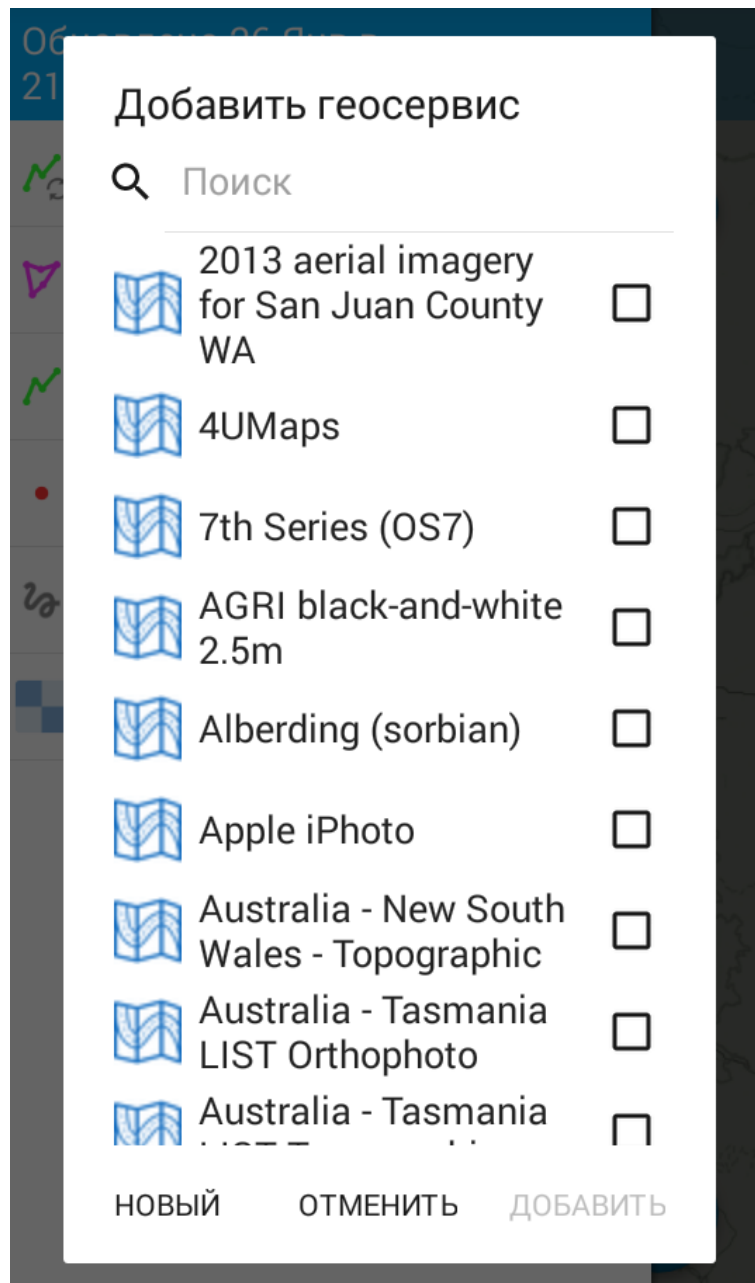 21
Добавить геосервис
Поиск
2013 aerial imagery
for San Juan County
WA
4UMaps
7th Series (OS7)
AGRI black-and-white
2.5m
Alberding (sorbian)
Apple iPhoto
Australia - New South
Wales - Topographic
Australia - Tasmania
LIST Orthophoto
Australia - Tasmania
НОВЫЙ ОТМЕНИТЬ ДОБАВИТЬ